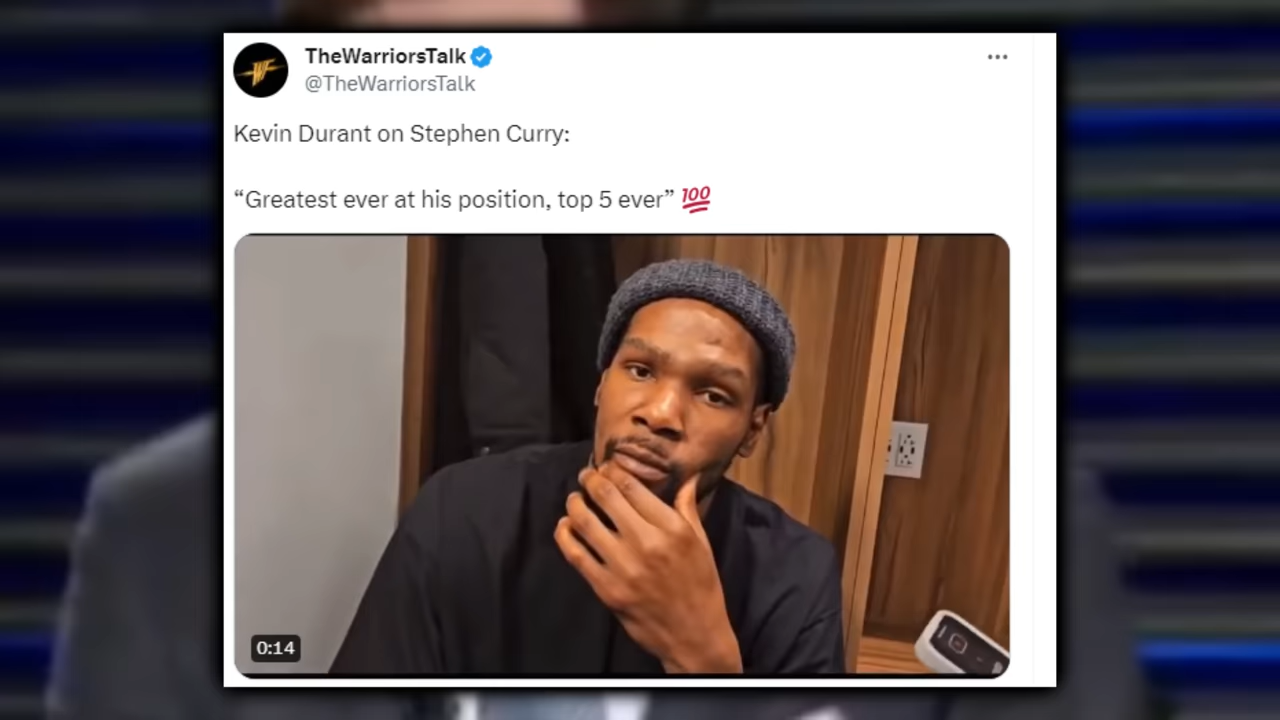 TheWarriorsTalk
@TheWarriorsTalk
Kevin Durant on Stephen Curry:
“Greatest ever at his position, top 5 ever” 💯
0:14